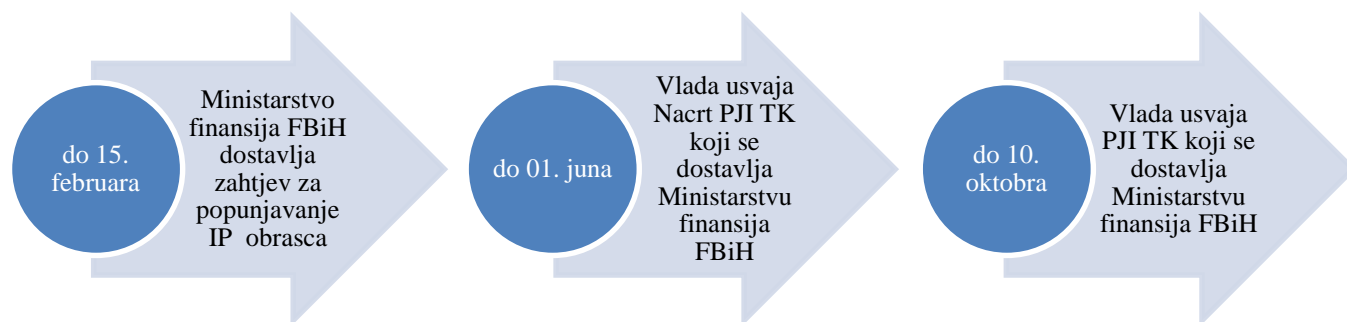 do 15.
februara
Ministarstvo
finansija FBiH
dostavlja
zahtjev za
popunjavanje
IP obrasca
do 01. juna
Vlada usvaja
Nacrt PJI TK
koji se
dostavlja
Ministarstvu
finansija
FBiH
do 10.
oktobra
Vlada usvaja
PJI TK koji se
dostavlja
Ministarstvu
finansija FBiH